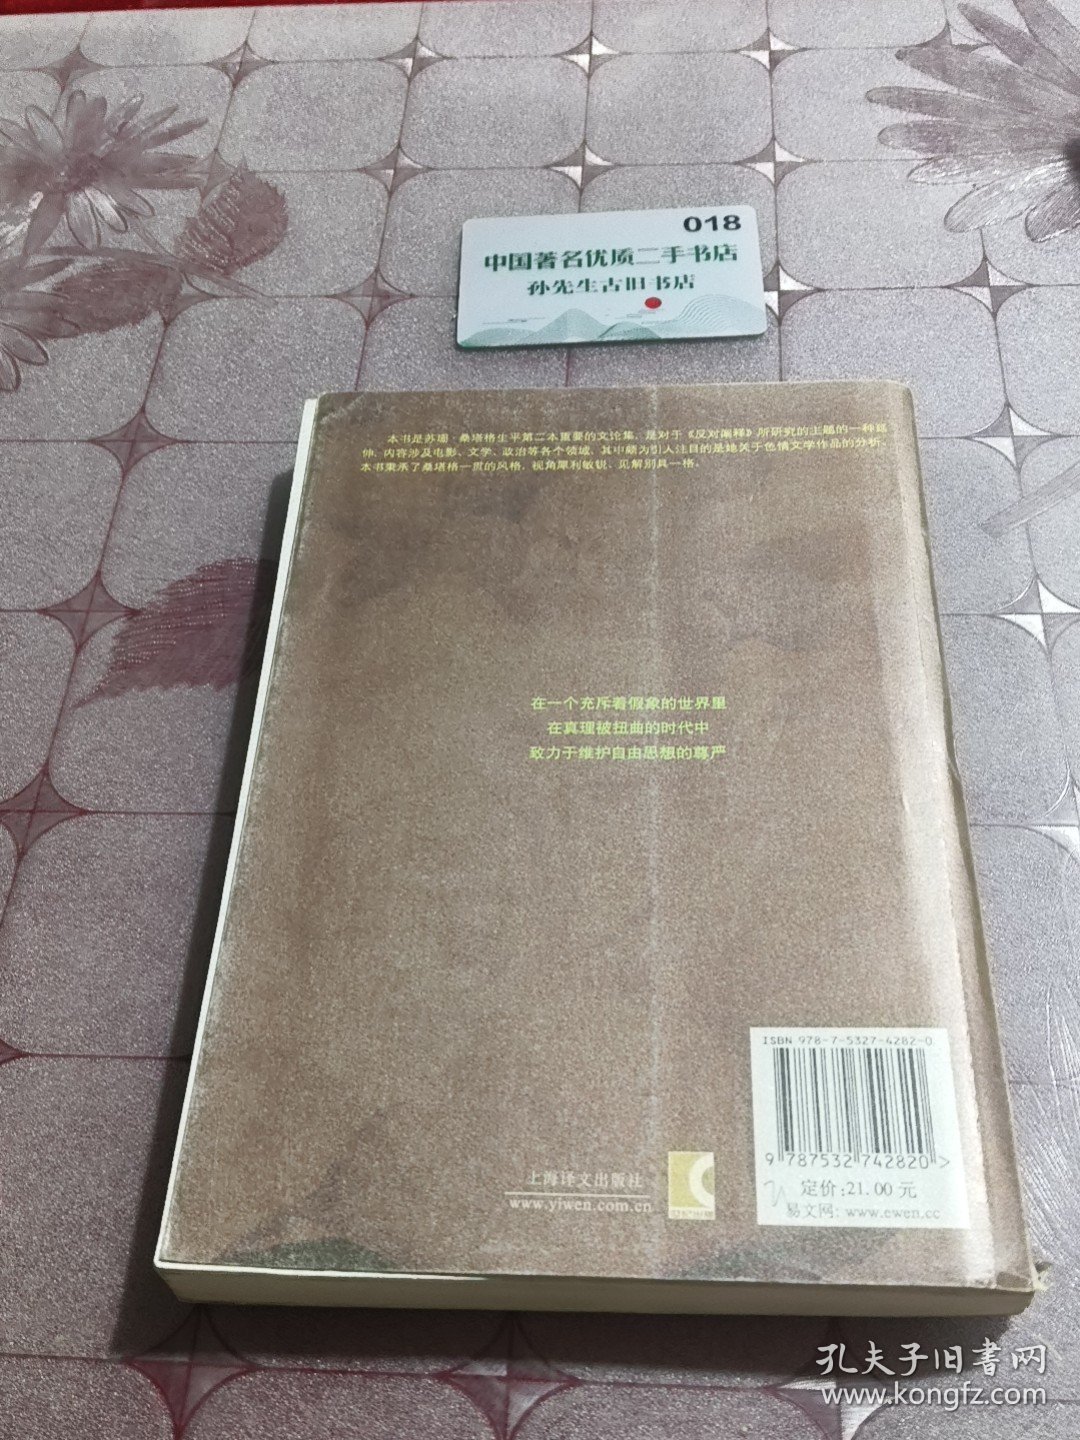 018
中国著名优质二手书店
孙先生古旧书店
本书是苏珊·桑塔格生平第二本重要的文论集，是对于《反对阐释》所研究的主题的一种延
伸，内容涉及电影、文学、政治等各个领域，其中颇为引人注目的是她关于色情文学作品的分析。
本书秉承了桑塔格一贯的风格，视角犀利敏锐，见解别具一格。
在一个充斥着假象的世界里
在真理被扭曲的时代中
致力于维护自由思想的尊严
ISBN 978-7-5327-4282-0
9 787532 742820 >
定价:21.00 元
易文网: www.ewen.cc
上海译文出版社
www.yiwen.com.cn
孔夫子旧書网
www.kongfz.com